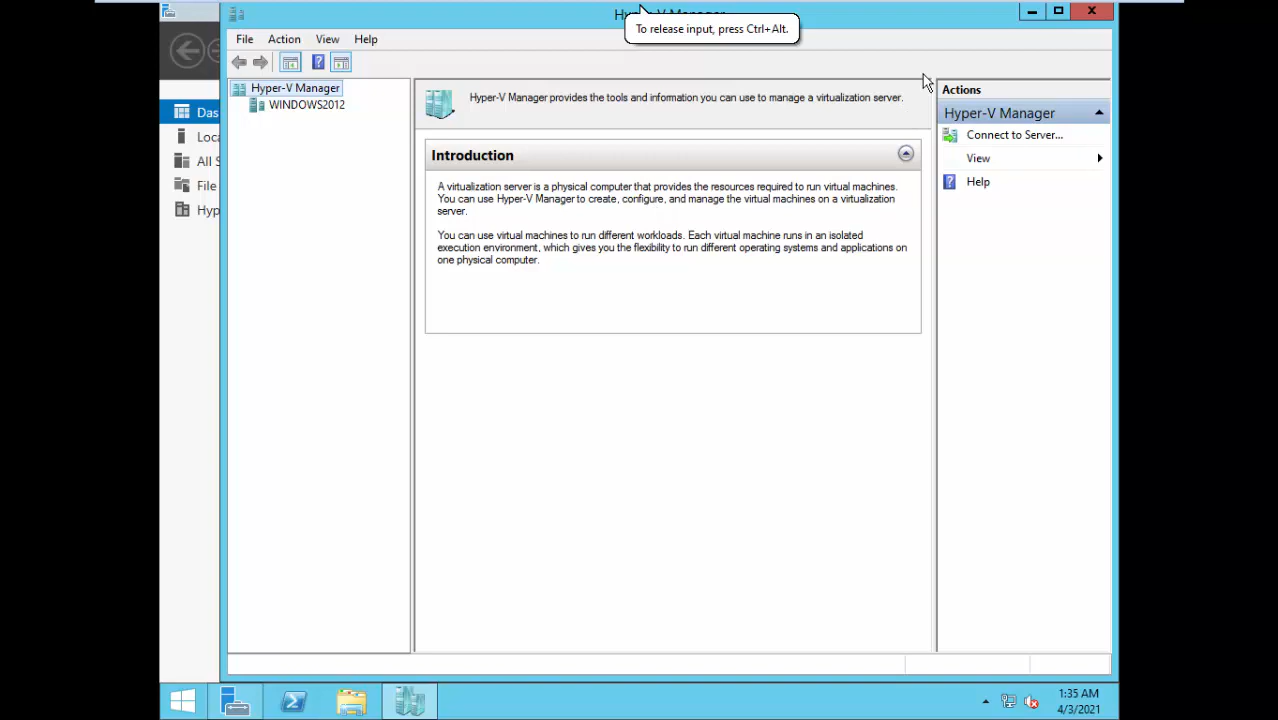 Hyper-V Manager
To release input, press Ctrl+Alt.
File Action View Help
Das
Loca
All S
File
Hyp
Hyper-V Manager
WINDOWS2012
Hyper-V Manager provides the tools and information you can use to manage a virtualization server.
Introduction
A virtualization server is a physical computer that provides the resources required to run virtual machines.
You can use Hyper-V Manager to create, configure, and manage the virtual machines on a virtualization
server.
You can use virtual machines to run different workloads. Each virtual machine runs in an isolated
execution environment, which gives you the flexibility to run different operating systems and applications on
one physical computer.
Actions
Hyper-V Manager
Connect to Server...
View
Help
1:35 AM
4/3/2021